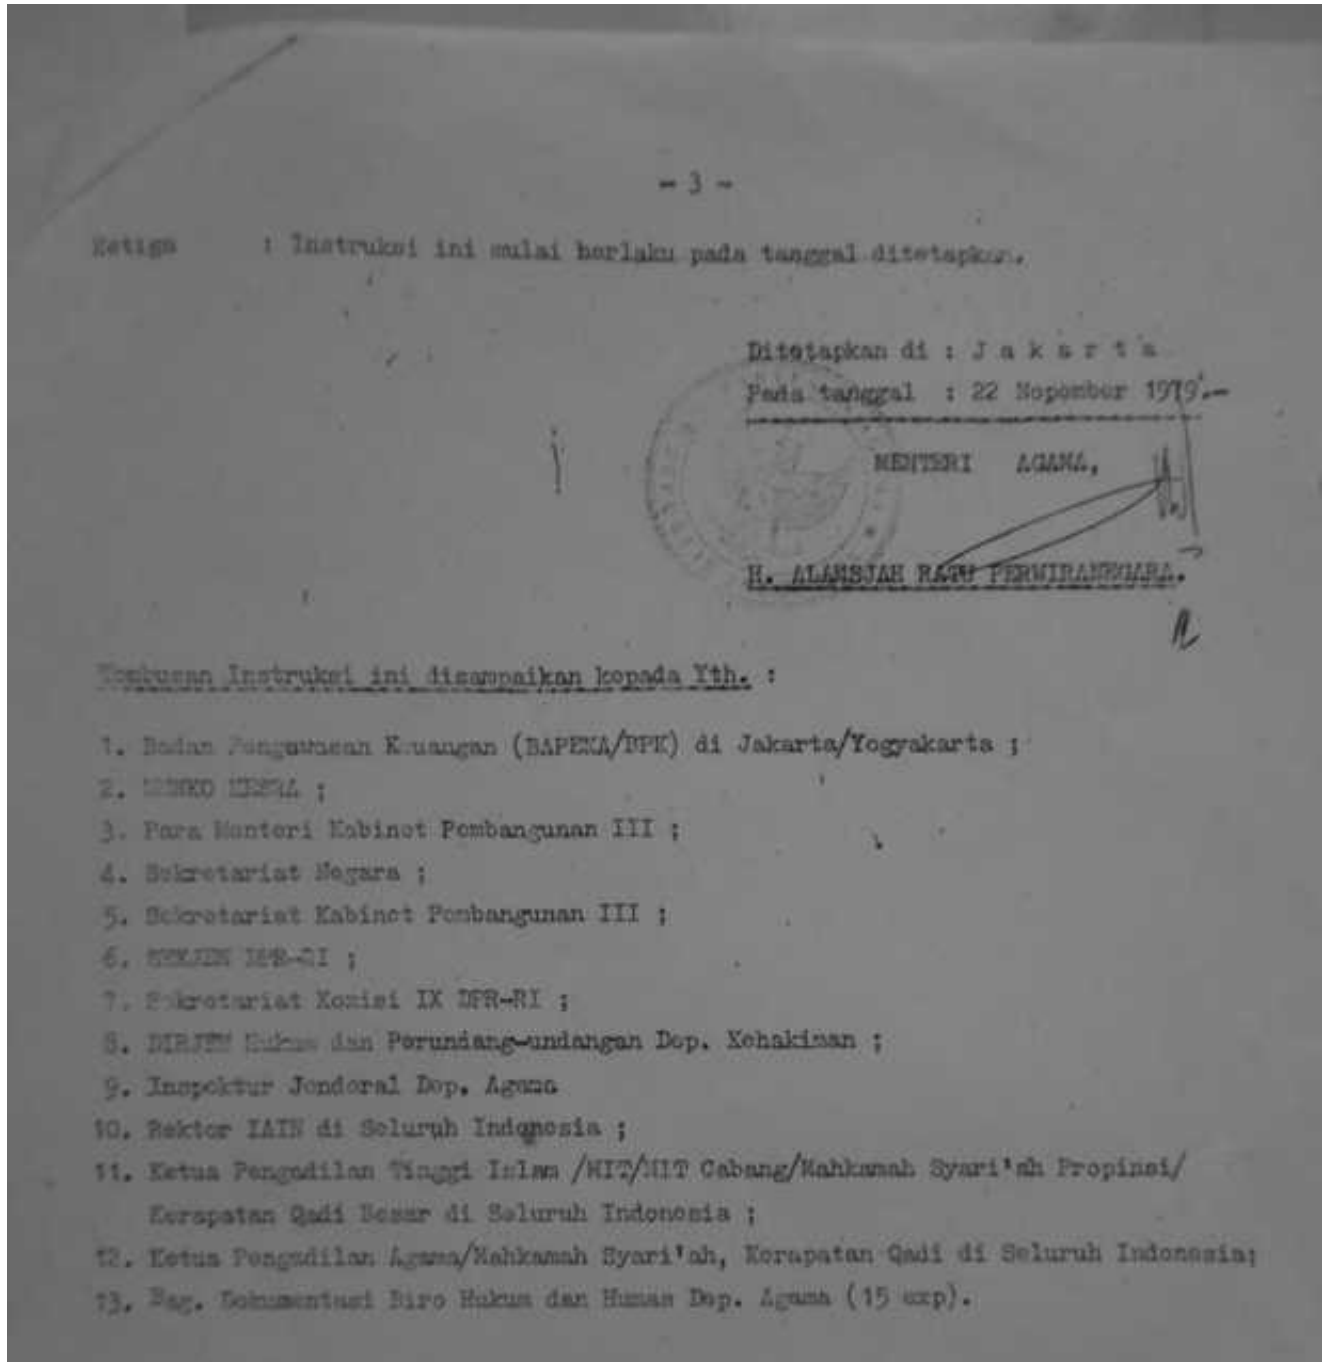 - 3 -
Ketiga : Instruksi ini mulai berlaku pada tanggal ditetapkan.
Ditetapkan di : J a k a r t a
Pada tanggal : 22 Nopember 1979.-
MENTERI AGAMA,
H. ALAMSJAH RATU PERWIRANEGARA.
Tembusan Instruksi ini disampaikan kepada Yth. :
1. Badan Pengawasan Keuangan (BAPEKA/BPK) di Jakarta/Yogyakarta ;
2. MENKO KESRA ;
3. Para Menteri Kabinet Pembangunan III ;
4. Sekretariat Negara ;
5. Sekretariat Kabinet Pembangunan III ;
6. SEKJEN DPR-RI ;
7. Sekretariat Komisi IX DPR-RI ;
8. DIRJEN Hukum dan Perundang-undangan Dep. Kehakiman ;
9. Inspektur Jenderal Dep. Agama
10. Rektor IAIN di Seluruh Indonesia ;
11. Ketua Pengadilan Tinggi Islam /MIT/MIT Cabang/Mahkamah Syari'ah Propinsi/
Kerapatan Qadi Besar di Seluruh Indonesia ;
12. Ketua Pengadilan Agama/Mahkamah Syari'ah, Kerapatan Qadi di Seluruh Indonesia;
13. Bag. Dokumentasi Biro Hukum dan Humas Dep. Agama (15 exp).